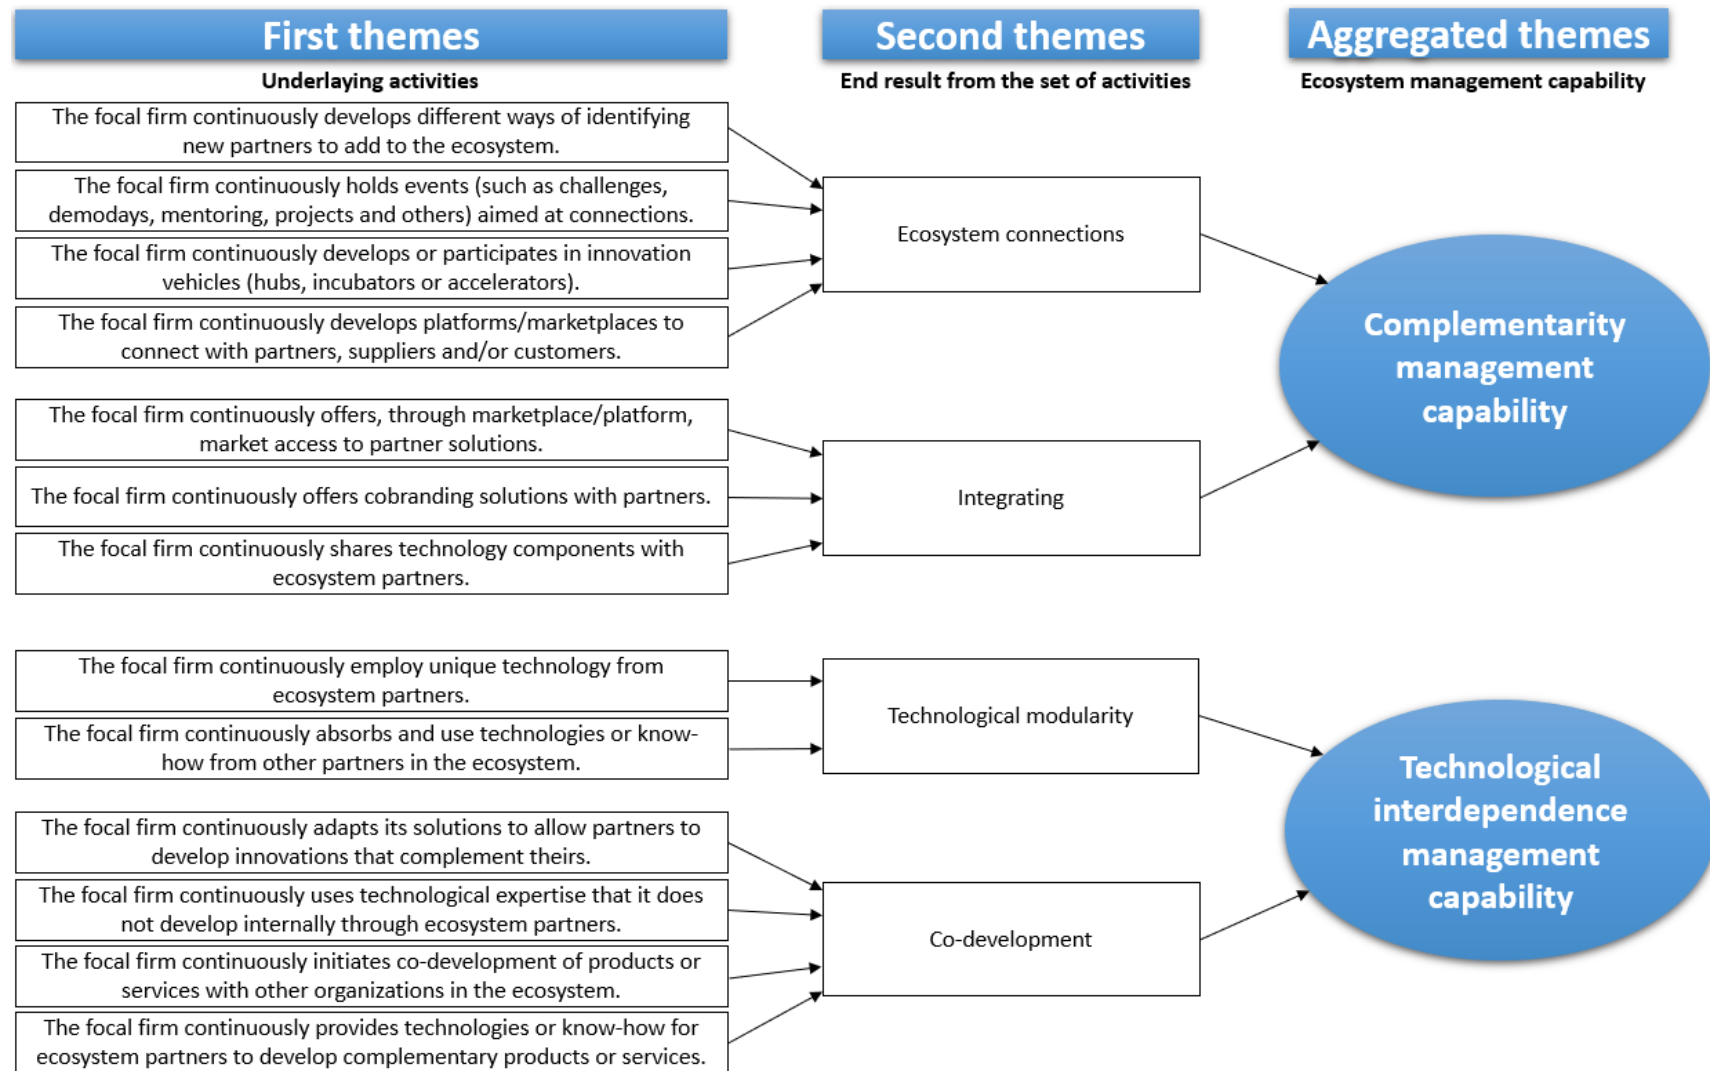 First themes
Second themes
Aggregated themes
Underlaying activities
End result from the set of activities
Ecosystem management capability
The focal firm continuously develops different ways of identifying
new partners to add to the ecosystem.
The focal firm continuously holds events (such as challenges,
demodays, mentoring, projects and others) aimed at connections.
The focal firm continuously develops or participates in innovation
vehicles (hubs, incubators or accelerators).
The focal firm continuously develops platforms/marketplaces to
connect with partners, suppliers and/or customers.
Ecosystem connections
The focal firm continuously offers, through marketplace/platform,
market access to partner solutions.
The focal firm continuously offers cobranding solutions with partners.
The focal firm continuously shares technology components with
ecosystem partners.
Integrating
Complementarity
management
capability
The focal firm continuously employ unique technology from
ecosystem partners.
The focal firm continuously absorbs and use technologies or know-
how from other partners in the ecosystem.
Technological modularity
The focal firm continuously adapts its solutions to allow partners to
develop innovations that complement theirs.
The focal firm continuously uses technological expertise that it does
not develop internally through ecosystem partners.
The focal firm continuously initiates co-development of products or
services with other organizations in the ecosystem.
The focal firm continuously provides technologies or know-how for
ecosystem partners to develop complementary products or services.
Co-development
Technological
interdependence
management
capability